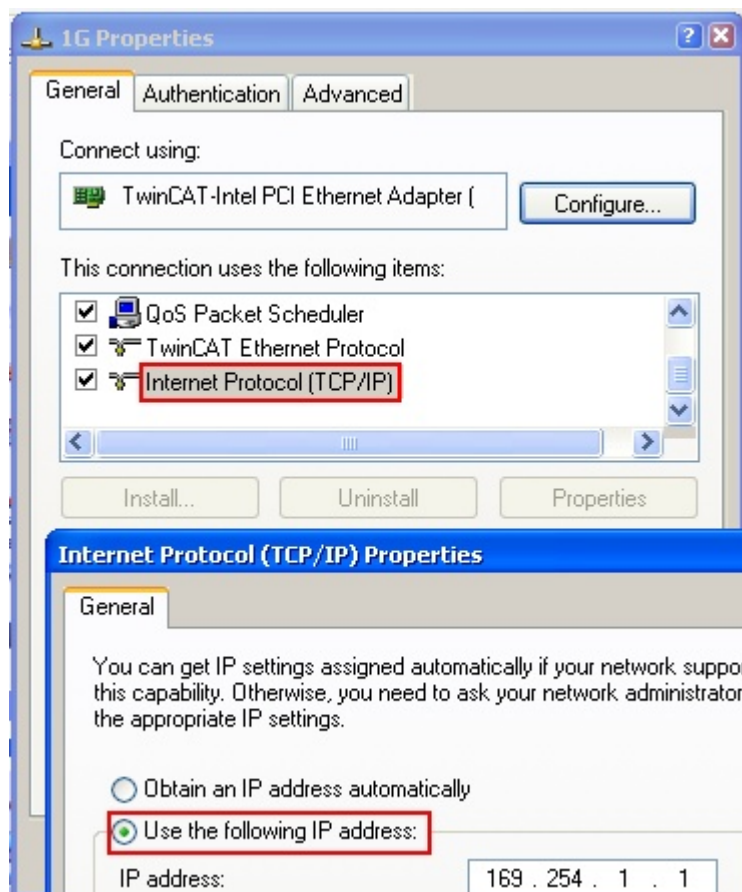 1G Properties
General Authentication Advanced
Connect using:
TwinCAT-Intel PCI Ethernet Adapter (
Configure...
This connection uses the following items:
QoS Packet Scheduler
TwinCAT Ethernet Protocol
Internet Protocol (TCP/IP)
Install... Uninstall Properties
Internet Protocol (TCP/IP) Properties
General
You can get IP settings assigned automatically if your network suppo
this capability. Otherwise, you need to ask your network administrator
the appropriate IP settings.
Obtain an IP address automatically
Use the following IP address:
IP address: 169 . 254 . 1 . 1